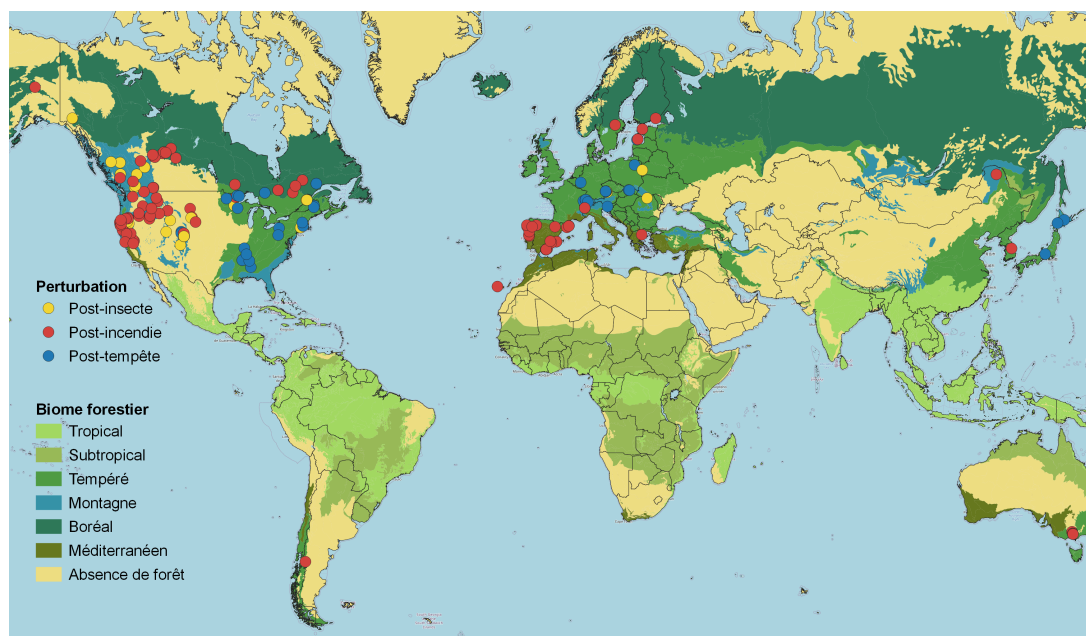 Perturbation
Post-insecte
Post-incendie
Post-tempête
Biome forestier
Tropical
Subtropical
Tempéré
Montagne
Boréal
Méditerranéen
Absence de forêt